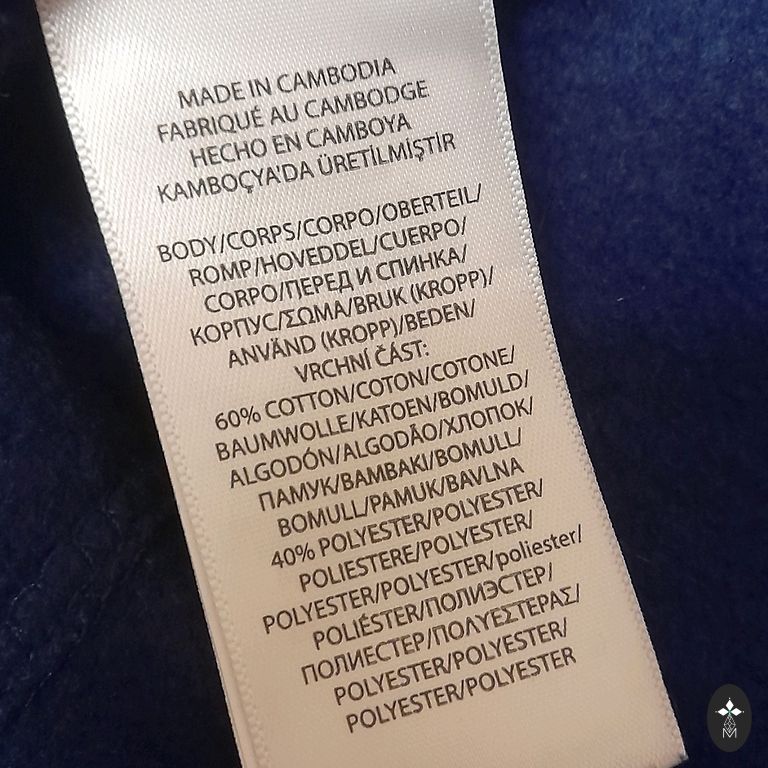 MADE IN CAMBODIA
FABRIQUÉ AU CAMBODGE
HECHO EN CAMBOYA
KAMBOÇYA'DA ÜRETİLMİŞTİR
BODY/CORPS/CORPO/OBERTEIL/
ROMP/HOVEDDEL/CUERPO/
CORPO/ПЕРЕД И СПИНКА/
КОРПУС/ΣΩΜΑ/BRUK (KROPP)/
ANVÄND (KROPP)/BEDEN/
VRCHNÍ ČÁST:
60% COTTON/COTON/COTONE/
BAUMWOLLE/KATOEN/BOMULD/
ALGODÓN/ALGODÃO/ХЛОПОК/
ПАМУК/ΒΑΜΒΑΚΙ/BOMULL/
BOMULL/PAMUK/BAVLNA
40% POLYESTER/POLYESTER/
POLIESTERE/POLYESTER/
POLYESTER/POLYESTER/poliester/
POLIÉSTER/ПОЛИЭСТЕР/
ПОЛИЕСТЕР/ΠΟΛΥΕΣΤΕΡΑΣ/
POLYESTER/POLYESTER/
POLYESTER/POLYESTER
M